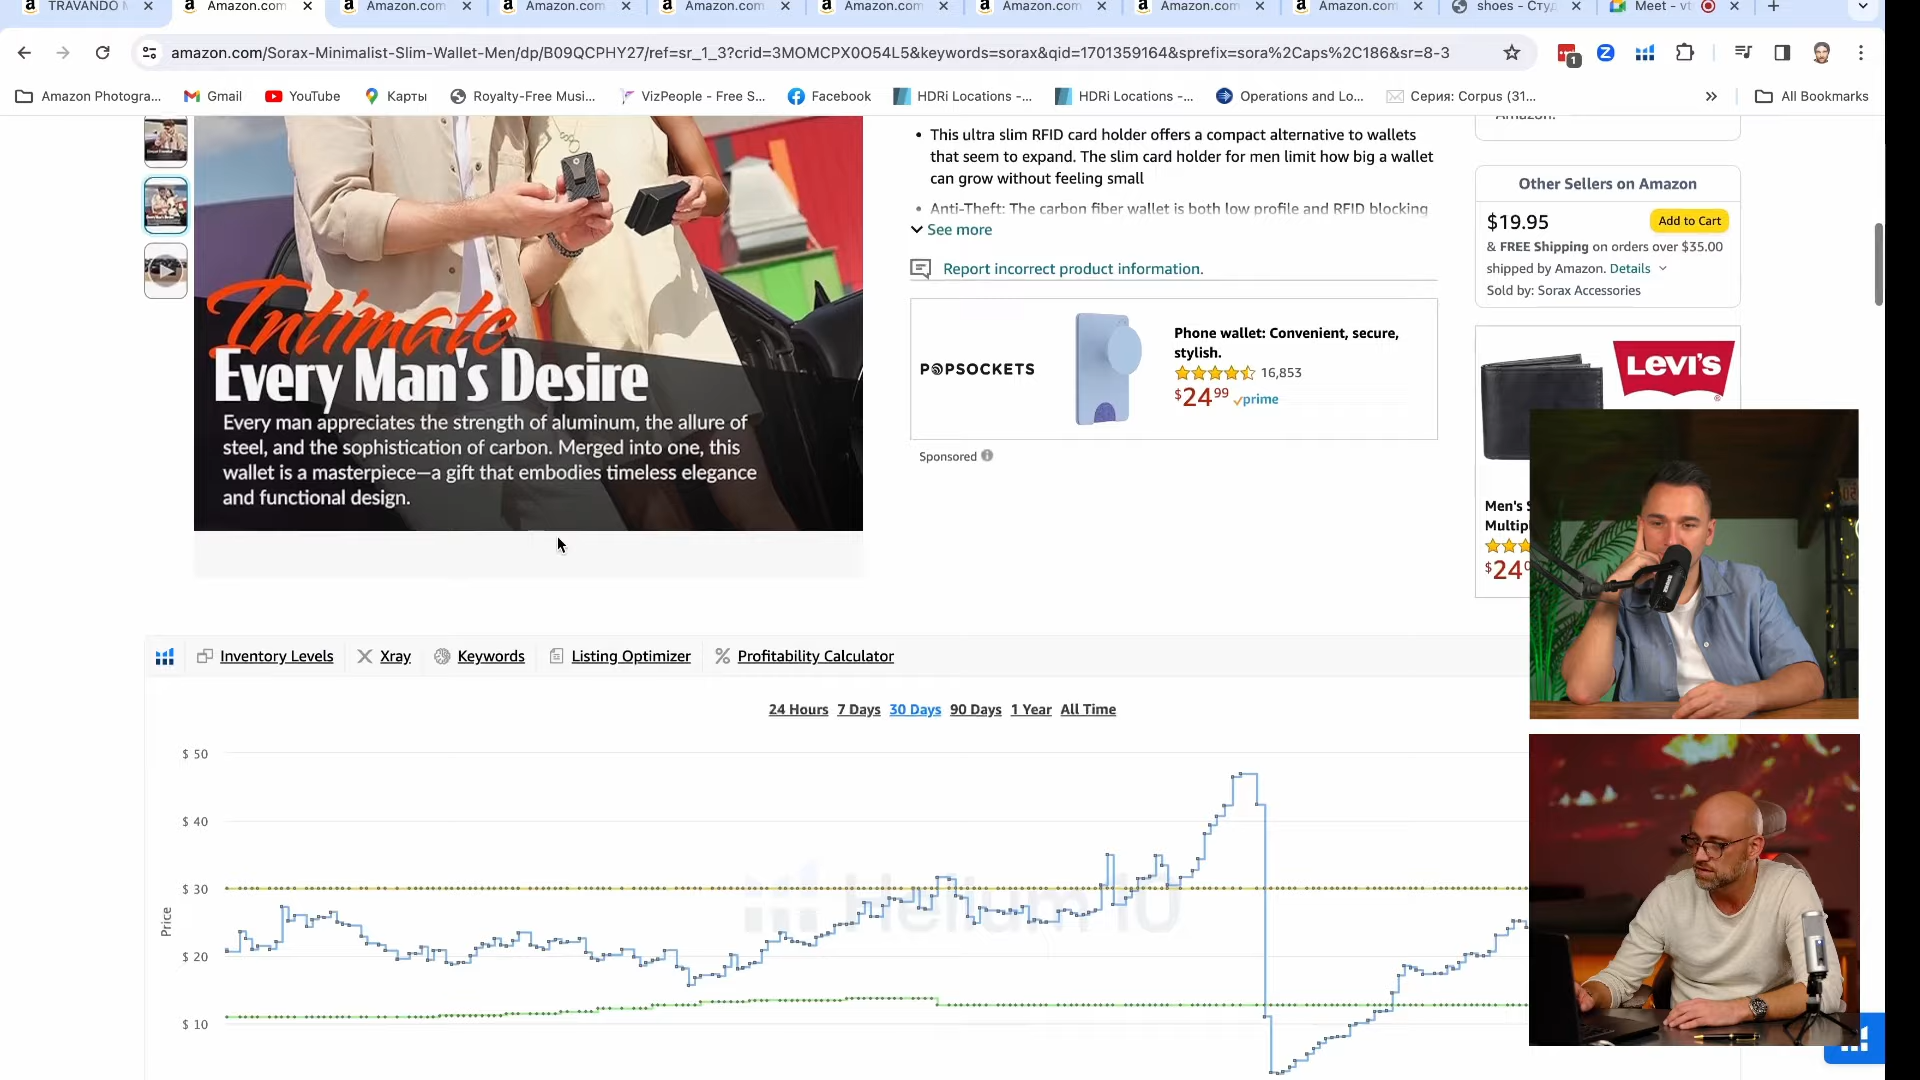 TRAVANDO M
Amazon.com
Amazon.com
Amazon.com
Amazon.com
Amazon.com
Amazon.com
Amazon.com
Amazon.com
shoes - Сту
Meet - vt
amazon.com/Sorax-Minimalist-Slim-Wallet-Men/dp/B09QCPHY27/ref=sr_1_3?crid=3MOMCPX0O54L5&keywords=sorax&qid=1701359164&sprefix=sora%2Caps%2C186&sr=8-3
1
Amazon Photogra...
Gmail
YouTube
Карты
Royalty-Free Musi...
VizPeople - Free S...
Facebook
HDRi Locations -...
HDRi Locations -...
Operations and Lo...
Серия: Corpus (31...
»
All Bookmarks
Intimate
Every Man's Desire
Every man appreciates the strength of aluminum, the allure of
steel, and the sophistication of carbon. Merged into one, this
wallet is a masterpiece—a gift that embodies timeless elegance
and functional design.
• This ultra slim RFID card holder offers a compact alternative to wallets
that seem to expand. The slim card holder for men limit how big a wallet
can grow without feeling small
• Anti-Theft: The carbon fiber wallet is both low profile and RFID blocking
See more
Report incorrect product information.
POPSOCKETS
Phone wallet: Convenient, secure,
stylish.
16,853
$24.99 prime
Sponsored
Amazon.
Other Sellers on Amazon
$19.95
Add to Cart
& FREE Shipping on orders over $35.00
shipped by Amazon. Details
Sold by: Sorax Accessories
LEVI'S
Men's S
Multipl
$24
Inventory Levels
Xray
Keywords
Listing Optimizer
Profitability Calculator
24 Hours 7 Days 30 Days 90 Days 1 Year All Time
$ 50
$ 40
$ 30
$ 20
$ 10
Price
Helium 10